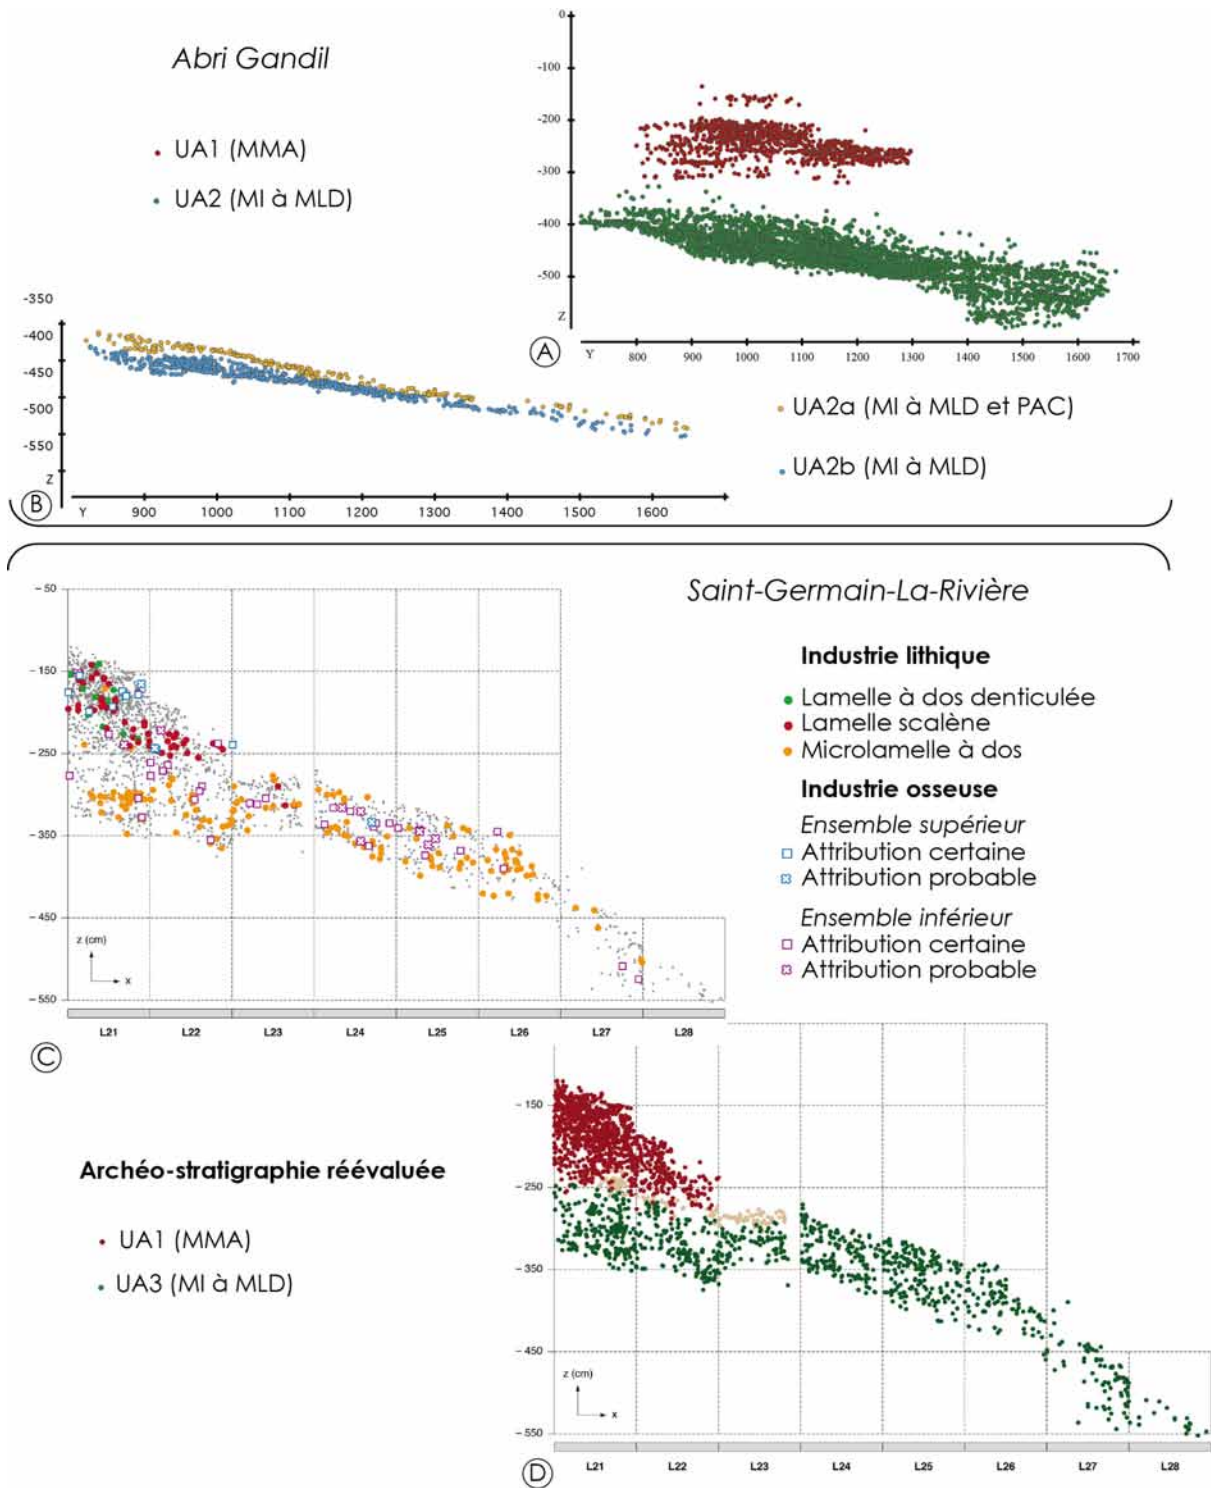 Abri Gandil
UA1 (MMA)
UA2 (MI à MLD)
0
-100
-200
-300
-400
-500
Z
Y 800 900 1000 1100 1200 1300 1400 1500 1600 1700
A
-350
-400
-450
-500
-550
Z
Y 900 1000 1100 1200 1300 1400 1500 1600
B
UA2a (MI à MLD et PAC)
UA2b (MI à MLD)
Saint-Germain-La-Rivière
Industrie lithique
Lamelle à dos denticulée
Lamelle scalène
Microlamelle à dos
Industrie osseuse
Ensemble supérieur
Attribution certaine
Attribution probable
Ensemble inférieur
Attribution certaine
Attribution probable
- 50
- 150
- 250
- 350
- 450
- 550
z (cm)
x
L21 L22 L23 L24 L25 L26 L27 L28
C
Archéo-stratigraphie réévaluée
UA1 (MMA)
UA3 (MI à MLD)
- 150
- 250
- 350
- 450
- 550
z (cm)
x
L21 L22 L23 L24 L25 L26 L27 L28
D